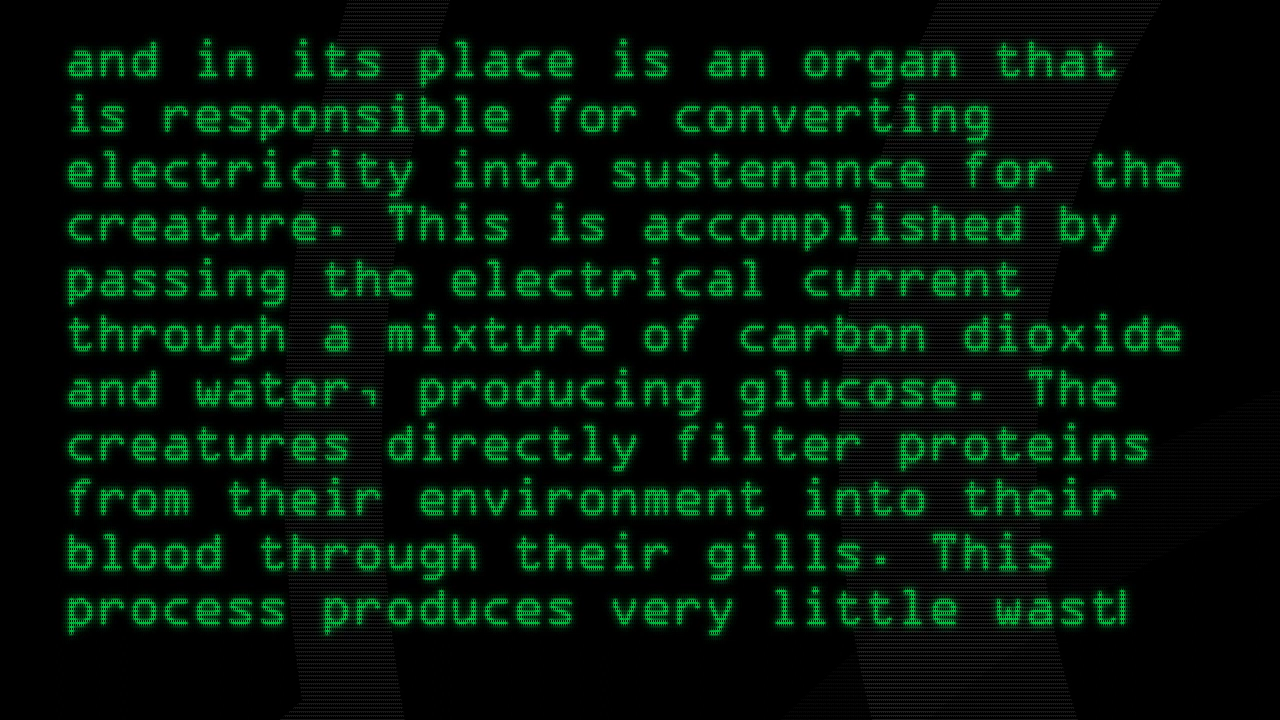 and in its place is an organ that
is responsible for converting
electricity into sustenance for the
creature. This is accomplished by
passing the electrical current
through a mixture of carbon dioxide
and water, producing glucose. The
creatures directly filter proteins
from their environment into their
blood through their gills. This
process produces very little wast